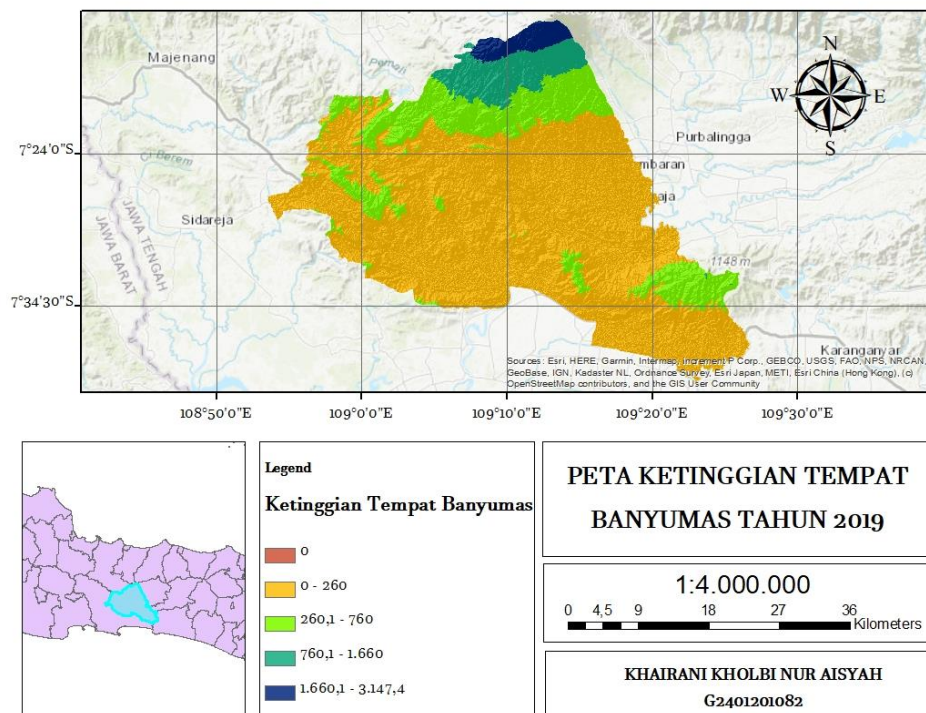 Majenang
Pemali
N
W E
S
Purbalingga
7°24'0"S
Ci Berem
mbaran
aja
Sidareja
JAWA TENGAH
JAWA BARAT
1148 m
7°34'30"S
Karanganyar
Sources: Esri, HERE, Garmin, Intermap, increment P Corp., GEBCO, USGS, FAO, NPS, NRCAN,
GeoBase, IGN, Kadaster NL, Ordnance Survey, Esri Japan, METI, Esri China (Hong Kong), (c)
OpenStreetMap contributors, and the GIS User Community
108°50'0"E 109°0'0"E 109°10'0"E 109°20'0"E 109°30'0"E
Legend
Ketinggian Tempat Banyumas
0
0 - 260
260,1 - 760
760,1 - 1.660
1.660,1 - 3.147,4
PETA KETINGGIAN TEMPAT
BANYUMAS TAHUN 2019
1:4.000.000
0 4,5 9 18 27 36
Kilometers
KHAIRANI KHOLBI NUR AISYAH
G2401201082